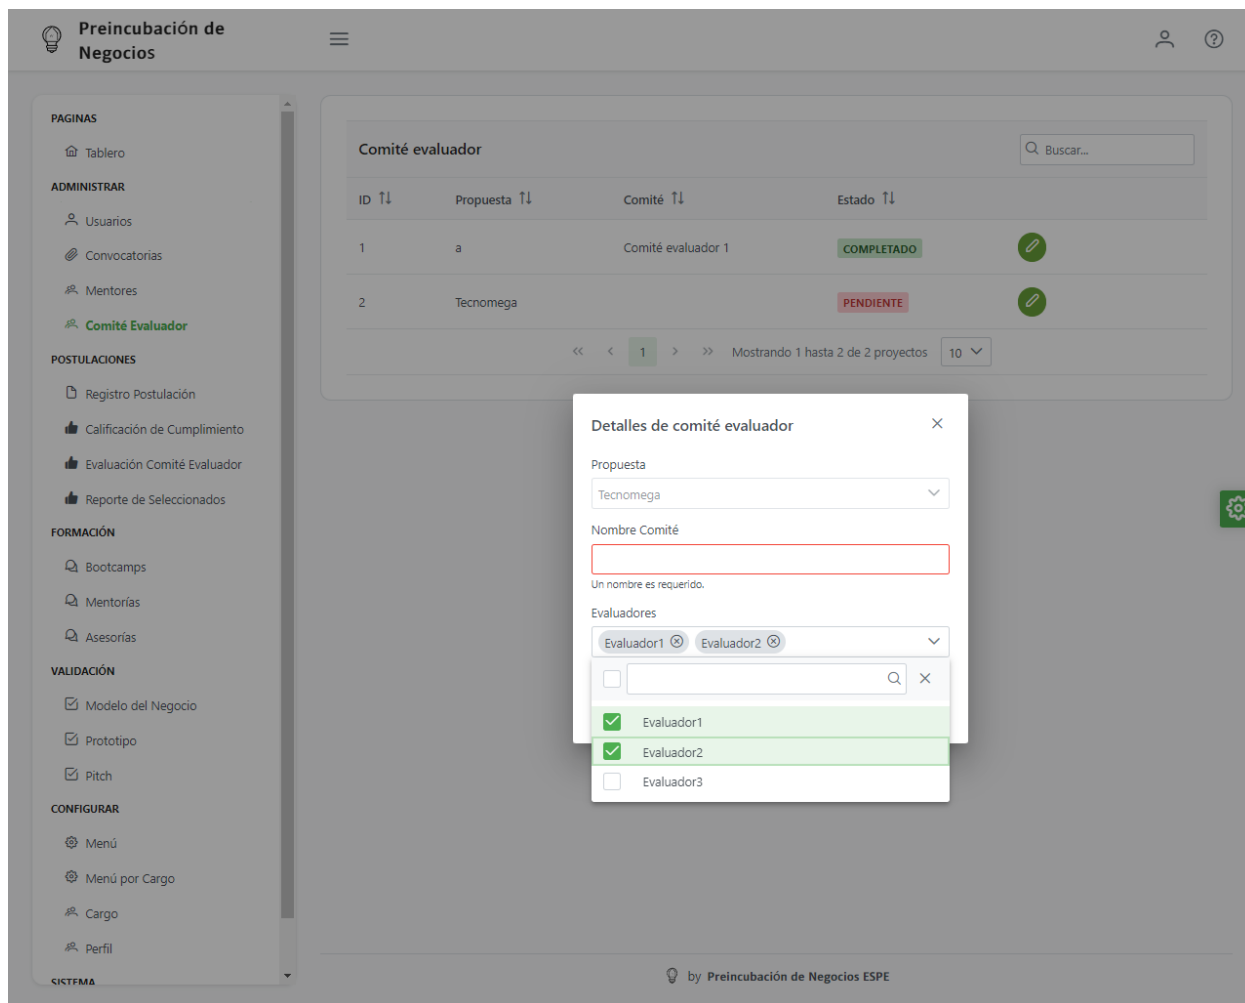 Preincubación de
Negocios
PAGINAS
Tablero
ADMINISTRAR
Usuarios
Convocatorias
Mentores
Comité Evaluador
POSTULACIONES
Registro Postulación
Calificación de Cumplimiento
Evaluación Comité Evaluador
Reporte de Seleccionados
FORMACIÓN
Bootcamps
Mentorías
Asesorías
VALIDACIÓN
Modelo del Negocio
Prototipo
Pitch
CONFIGURAR
Menú
Menú por Cargo
Cargo
Perfil
SISTEMA
Comité evaluador
Buscar...
ID Propuesta Comité Estado
1 a Comité evaluador 1 COMPLETADO
2 Tecnomega PENDIENTE
<< < 1 > >> Mostrando 1 hasta 2 de 2 proyectos 10
Detalles de comité evaluador
Propuesta
Tecnomega
Nombre Comité
Un nombre es requerido.
Evaluadores
Evaluador1 Evaluador2
Evaluador1
Evaluador2
Evaluador3
by Preincubación de Negocios ESPE